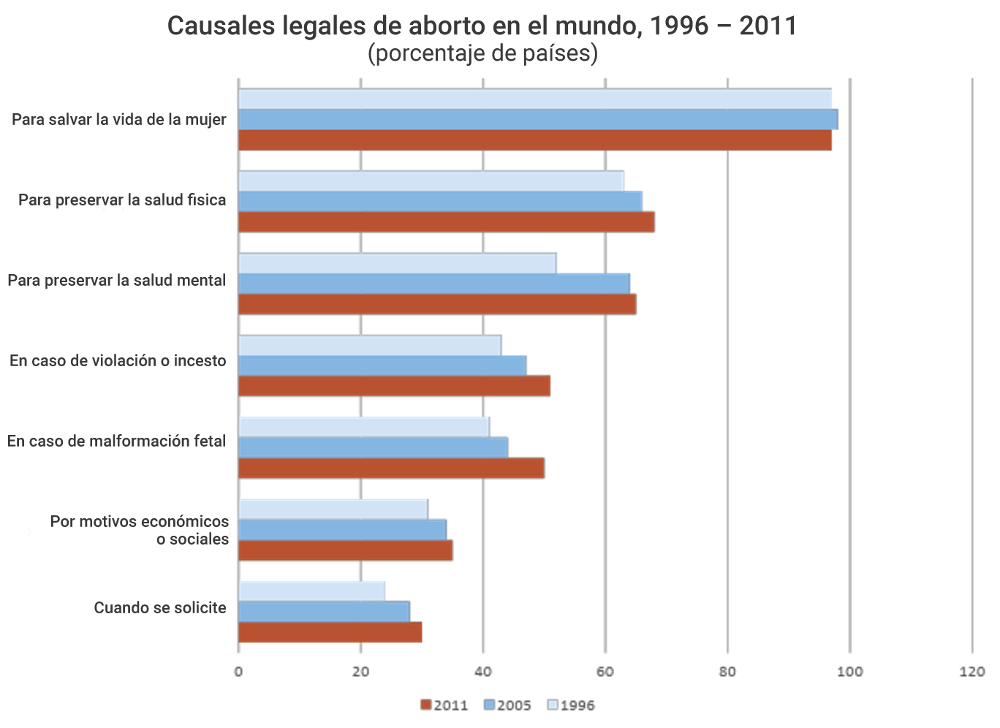 Causales legales de aborto en el mundo, 1996 – 2011
(porcentaje de países)
Para salvar la vida de la mujer
Para preservar la salud fisica
Para preservar la salud mental
En caso de violación o incesto
En caso de malformación fetal
Por motivos económicos
o sociales
Cuando se solicite
0 20 40 60 80 100 120
2011 2005 1996